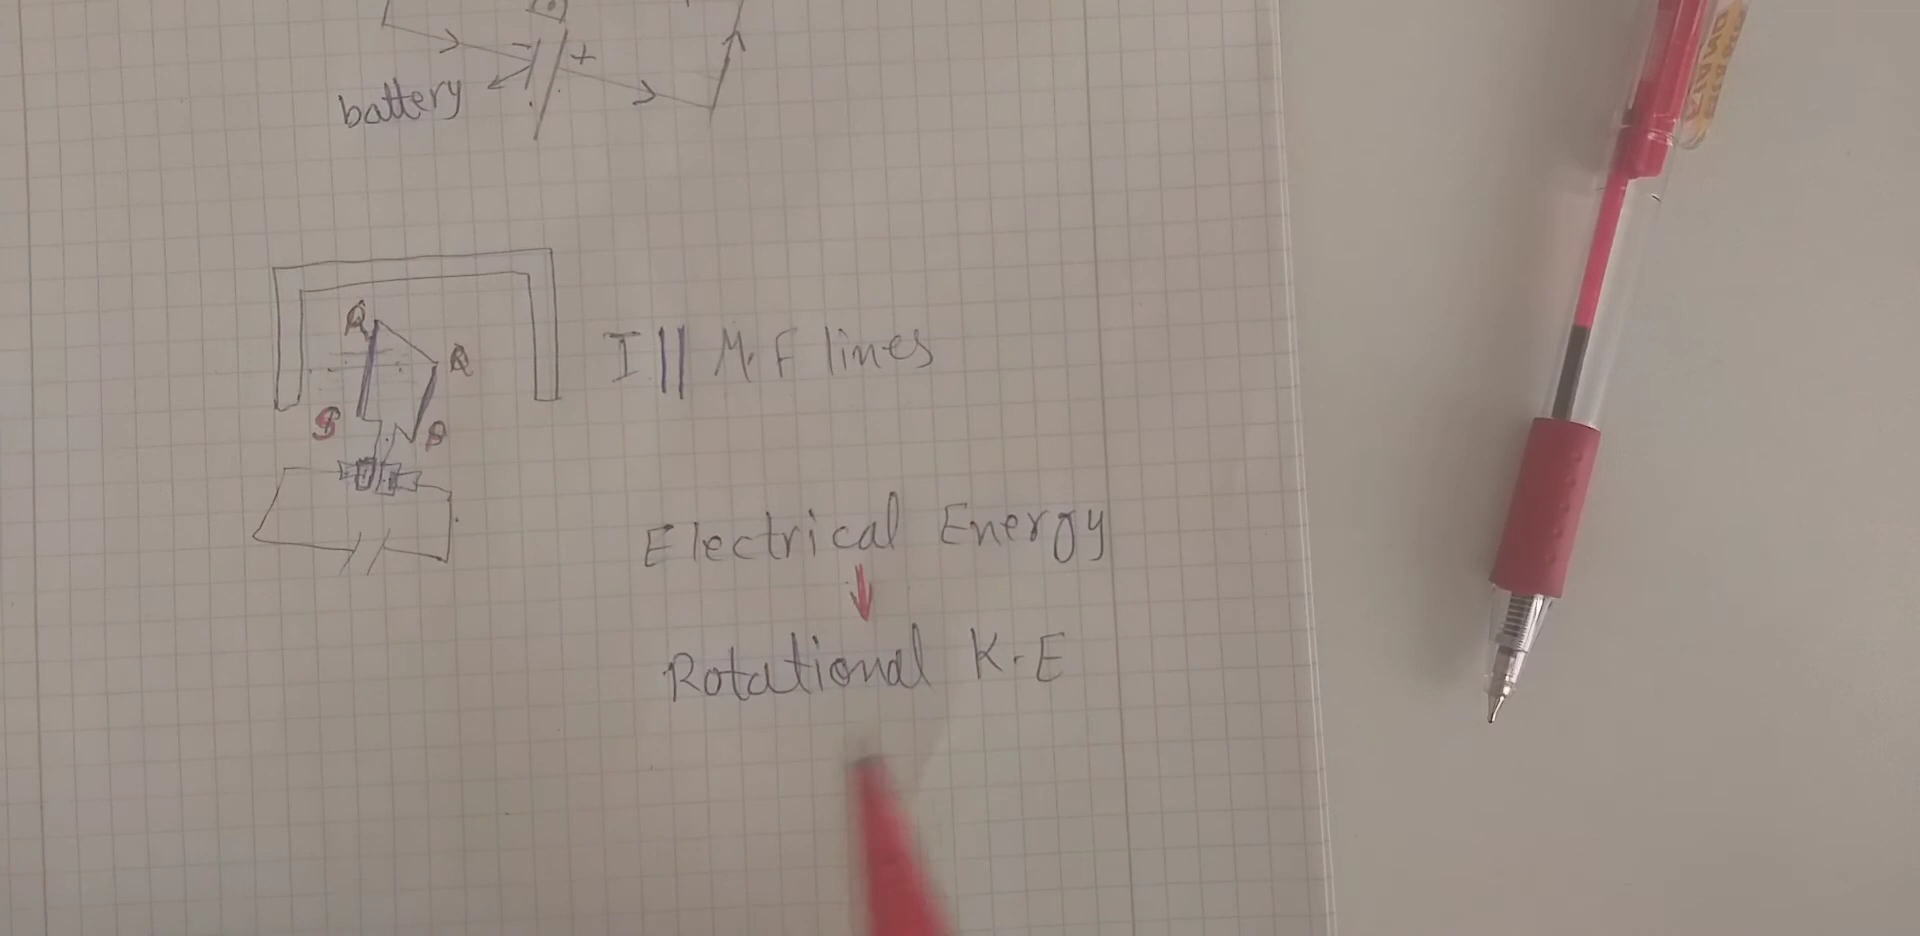 - +
battery
R
Q
S
I || M.F lines
Electrical Energy
↓
Rotational K.E